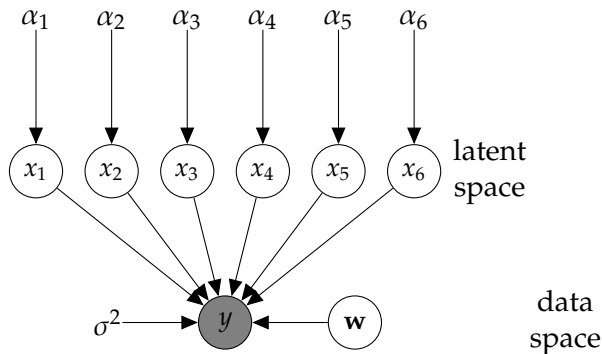 α₁ α₂ α₃ α₄ α₅ α₆
x₁ x₂ x₃ x₄ x₅ x₆
latent
space
σ² y w
data
space